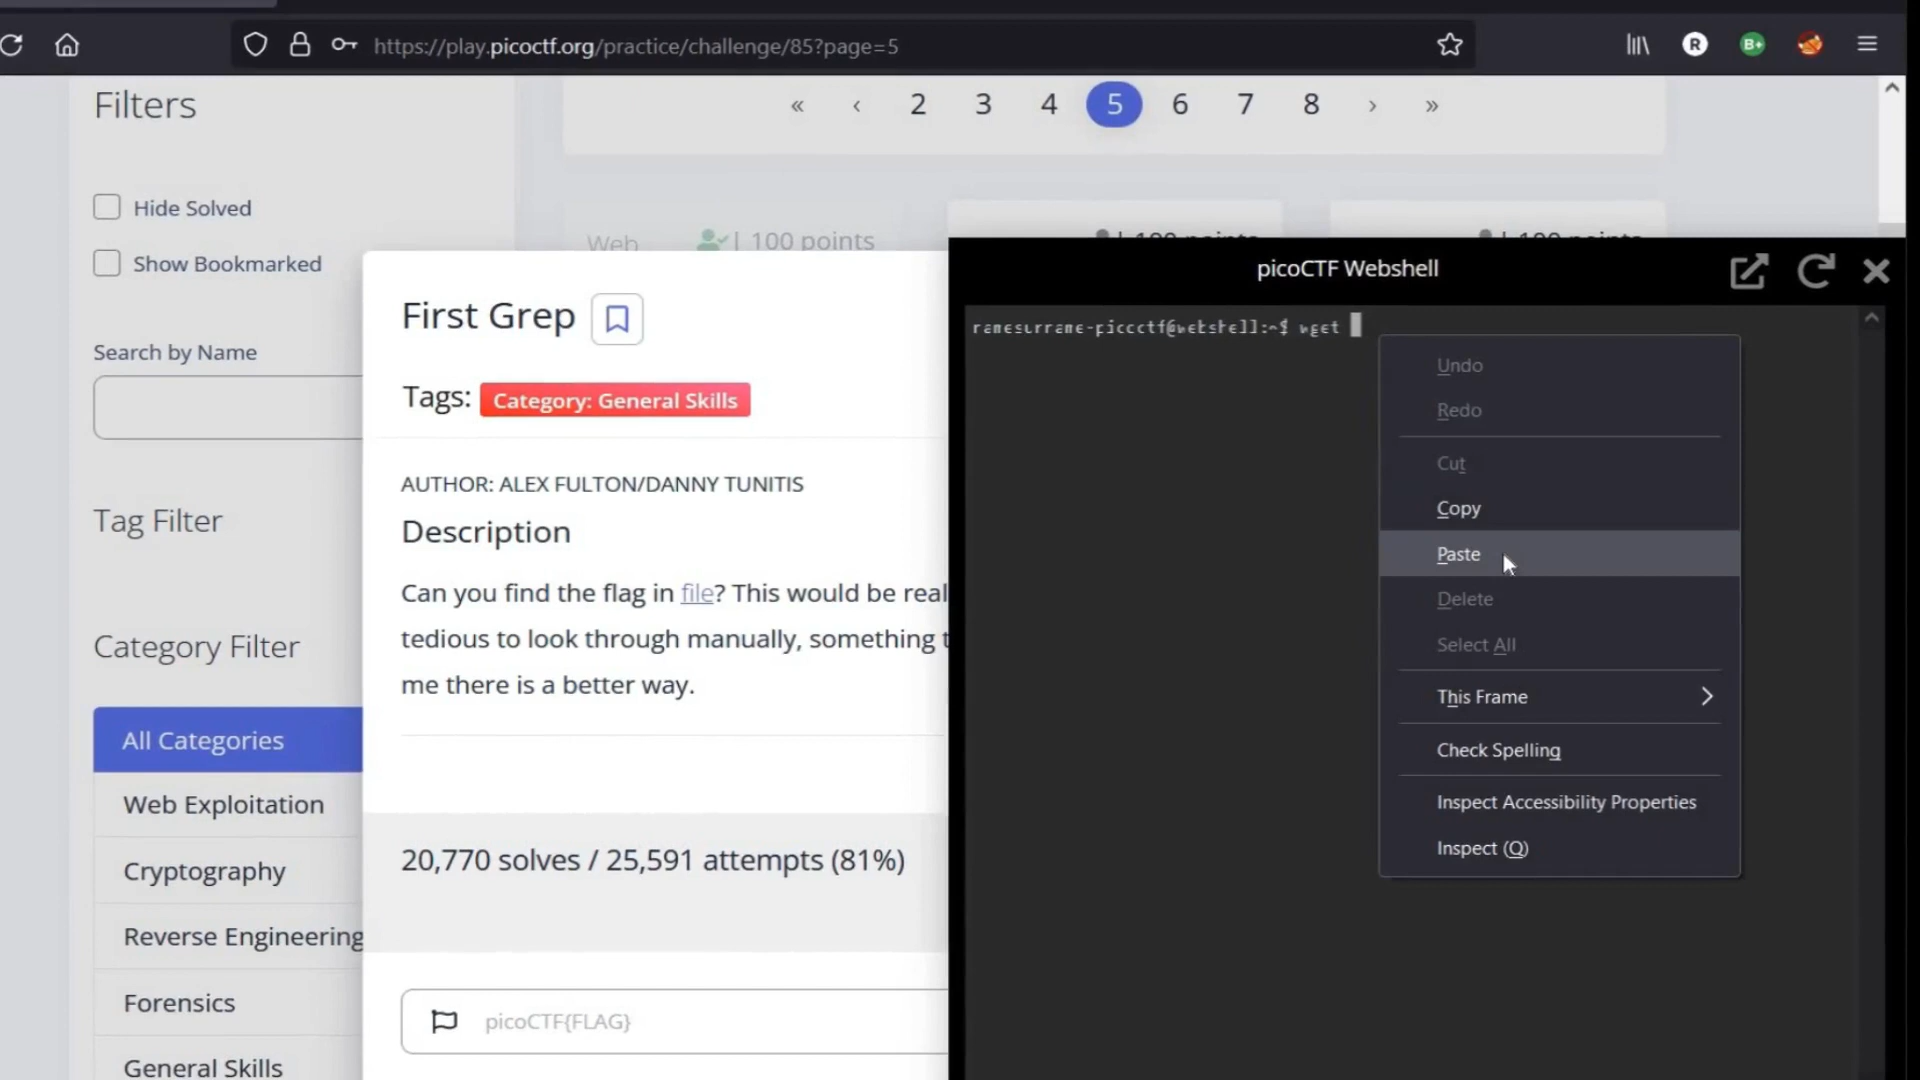 https://play.picoctf.org/practice/challenge/85?page=5
R
B+
Filters
« ‹ 2 3 4 5 6 7 8 › »
Hide Solved
Show Bookmarked
Web | 100 points
| 100 points
| 100 points
Search by Name
Tag Filter
Category Filter
All Categories
Web Exploitation
Cryptography
Reverse Engineering
Forensics
General Skills
First Grep
Tags: Category: General Skills
AUTHOR: ALEX FULTON/DANNY TUNITIS
Description
Can you find the flag in file? This would be real
tedious to look through manually, something t
me there is a better way.
20,770 solves / 25,591 attempts (81%)
picoCTF{FLAG}
picoCTF Webshell
@webshell:~$ wget
Undo
Redo
Cut
Copy
Paste
Delete
Select All
This Frame
Check Spelling
Inspect Accessibility Properties
Inspect (Q)